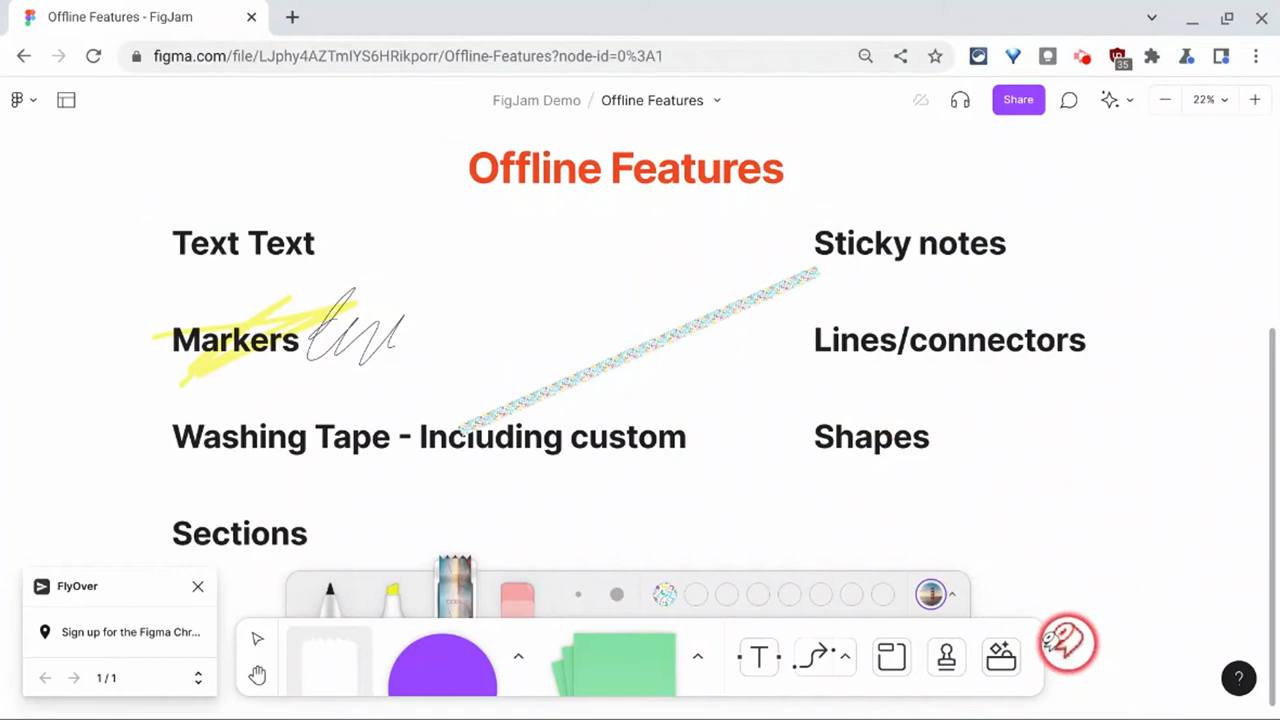 Offline Features - FigJam
figma.com/file/LJphy4AZTmIYS6HRikporr/Offline-Features?node-id=0%3A1
35
FigJam Demo / Offline Features
Share
22%
Offline Features
Text Text
Sticky notes
Markers
Lines/connectors
Washing Tape - Including custom
Shapes
Sections
FlyOver
Sign up for the Figma Chr...
1/1
T
?